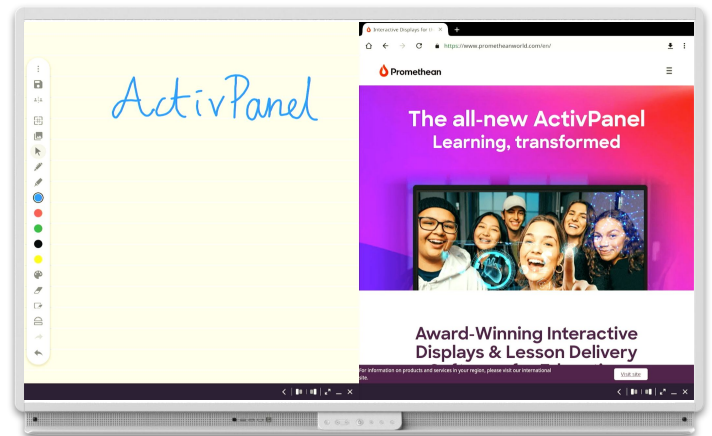 ActivPanel
Interactive Displays for
https://www.prometheanworld.com/en/
Promethean
The all-new ActivPanel
Learning, transformed
Award-Winning Interactive
Displays & Lesson Delivery
For information on products and services in your region, please visit our international
site.
Visit site